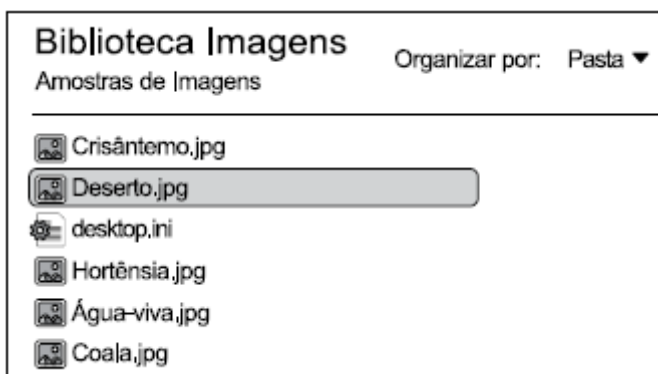 Biblioteca Imagens
Organizar por: Pasta
Amostras de Imagens
Crisântemo.jpg
Deserto.jpg
desktop.ini
Hortênsia.jpg
Água-viva.jpg
Coala.jpg